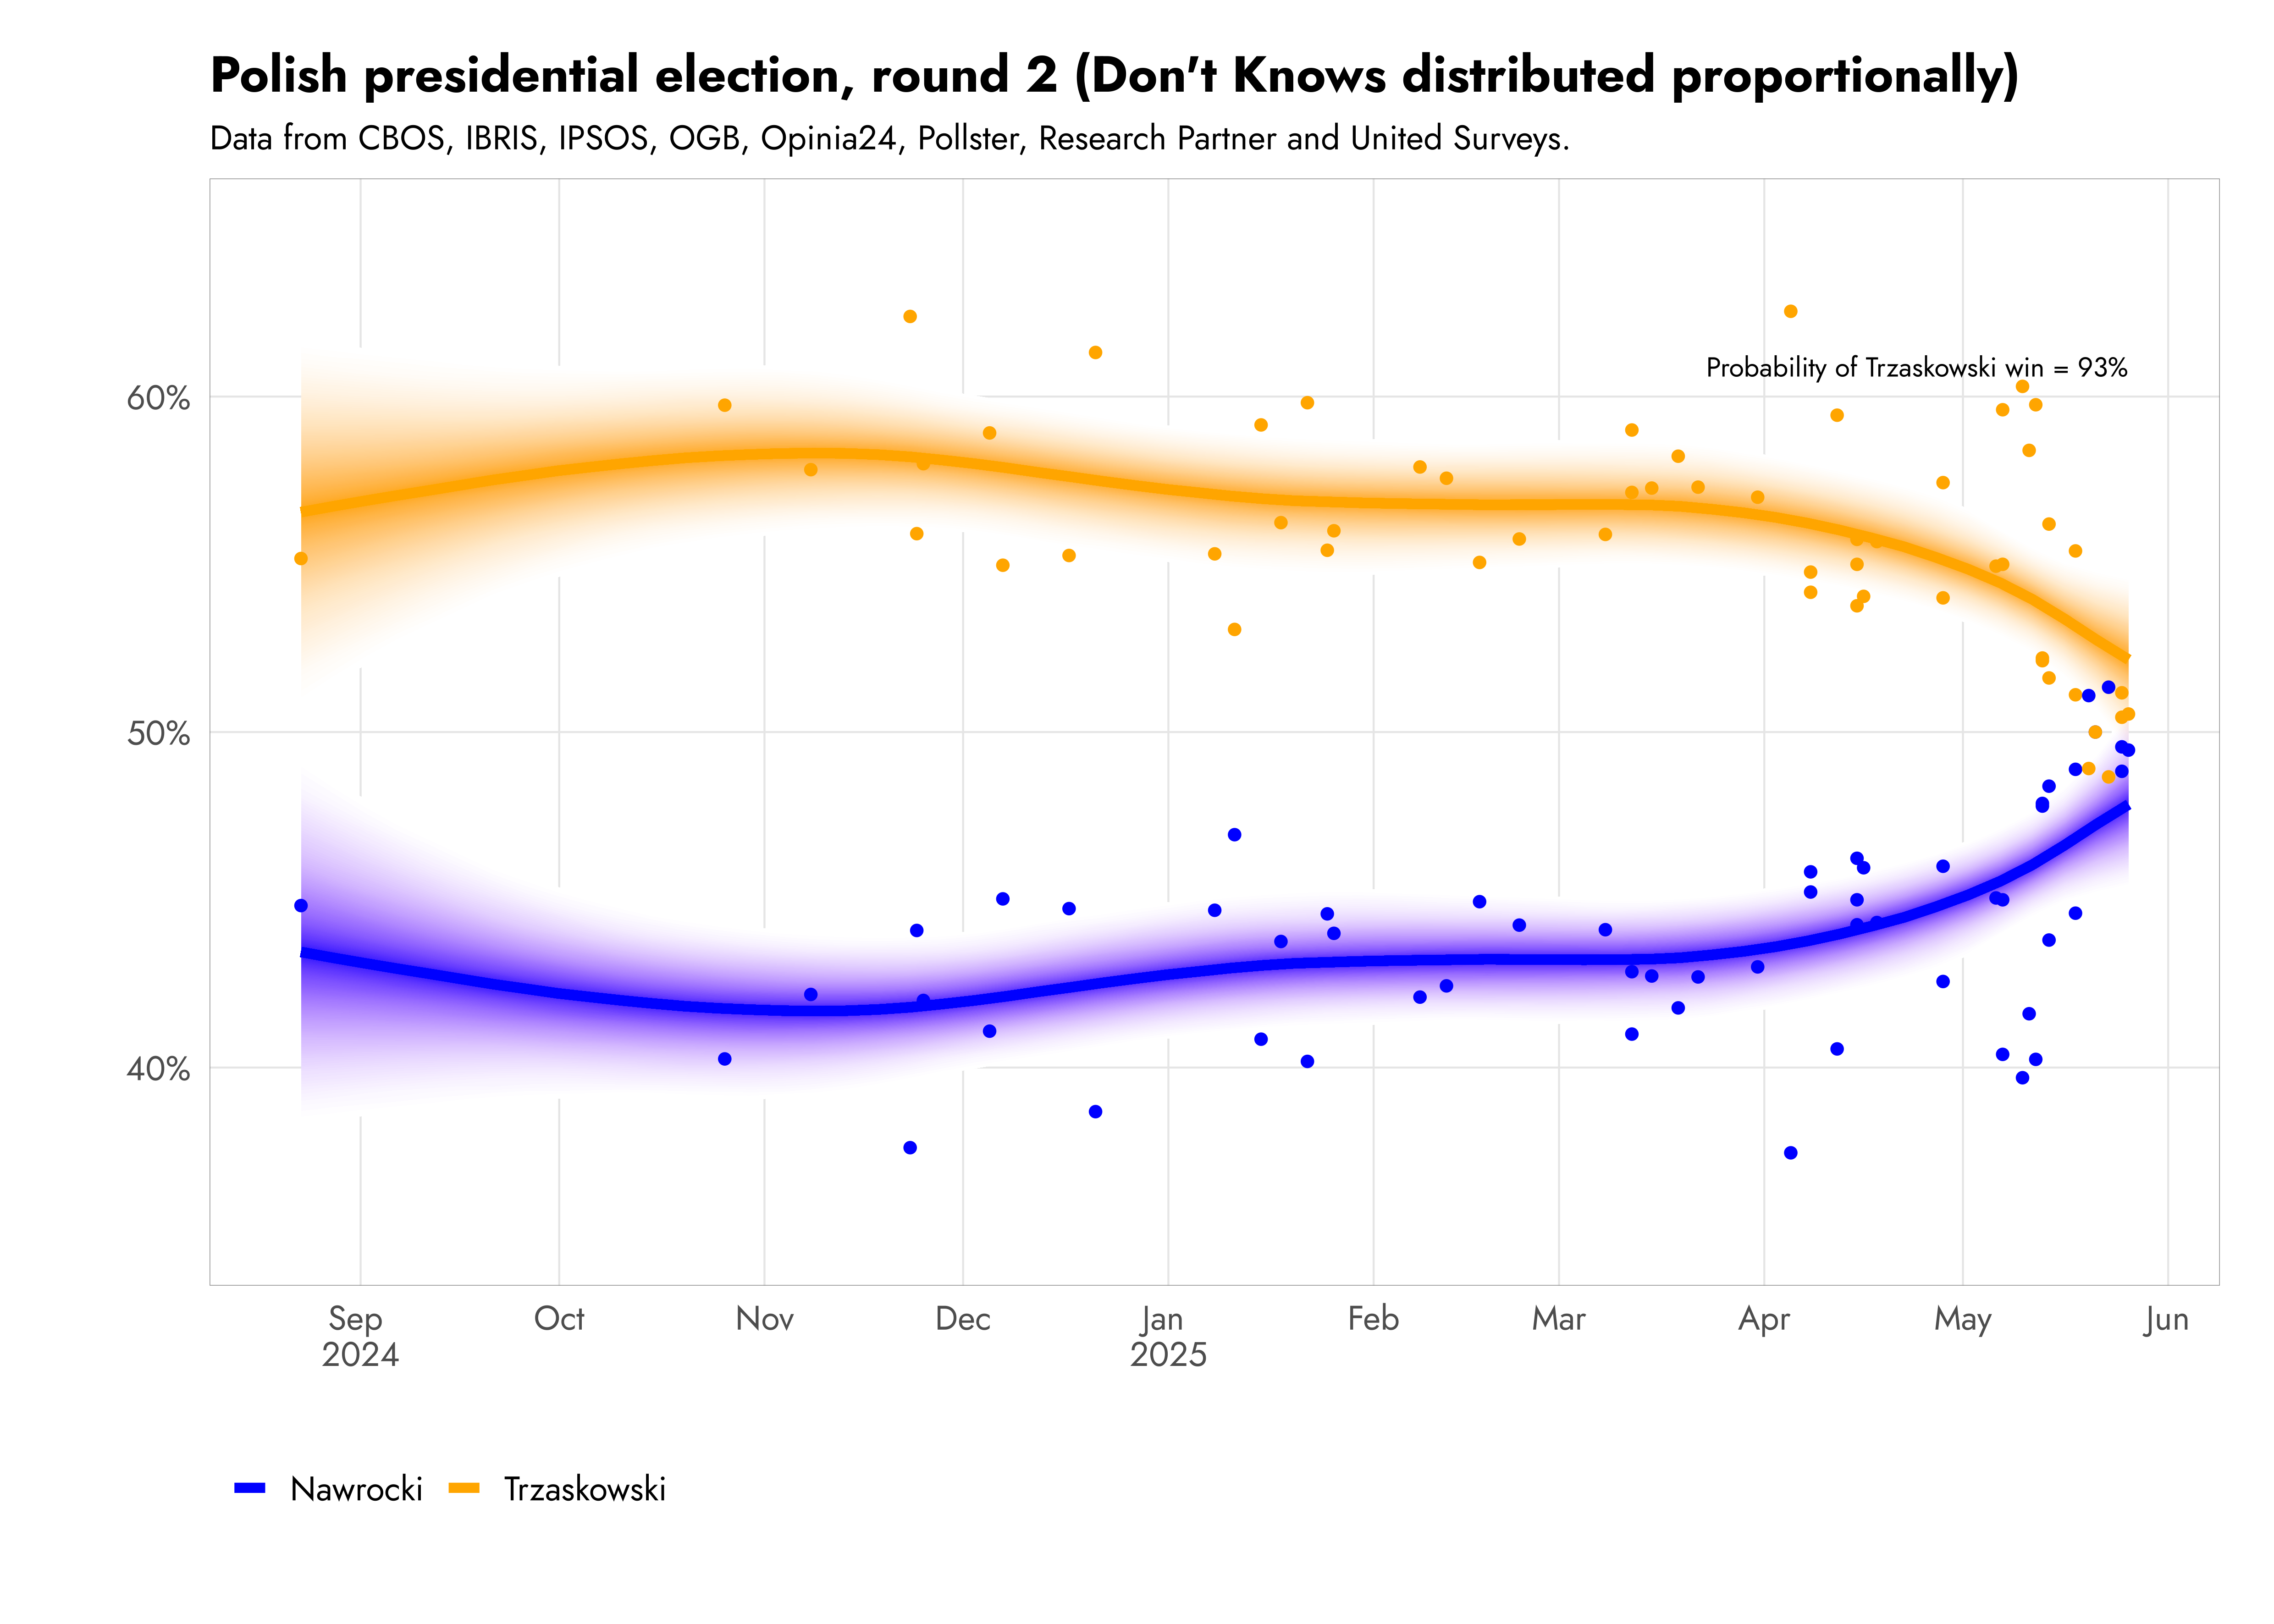 Polish presidential election, round 2 (Don't Knows distributed proportionally)
Data from CBOS, IBRIS, IPSOS, OGB, Opinia24, Pollster, Research Partner and United Surveys.
Probability of Trzaskowski win = 93%
60%
50%
40%
Sep Oct Nov Dec Jan Feb Mar Apr May Jun
2024 2025
Nawrocki Trzaskowski